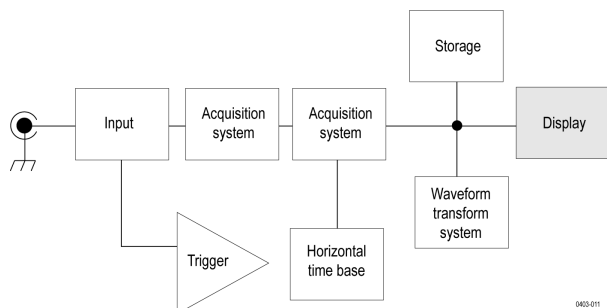 Storage
Input
Acquisition
system
Acquisition
system
Display
Waveform
transform
system
Trigger
Horizontal
time base
0403-011